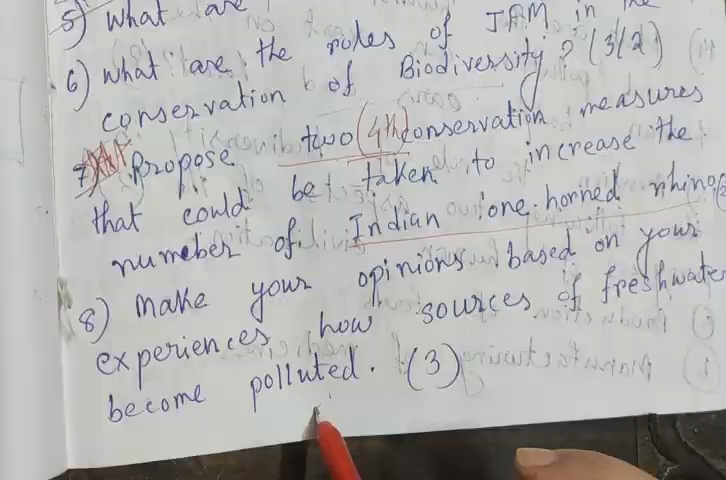 5) What are
6) What are the roles of JFM in the
conservation of Biodiversity? (3/2)
7) Propose two (4th) conservation measures
that could be taken to increase the
number of Indian one horned rhino
8) Make your opinions based on your
experiences how sources of freshwater
become polluted. (3)